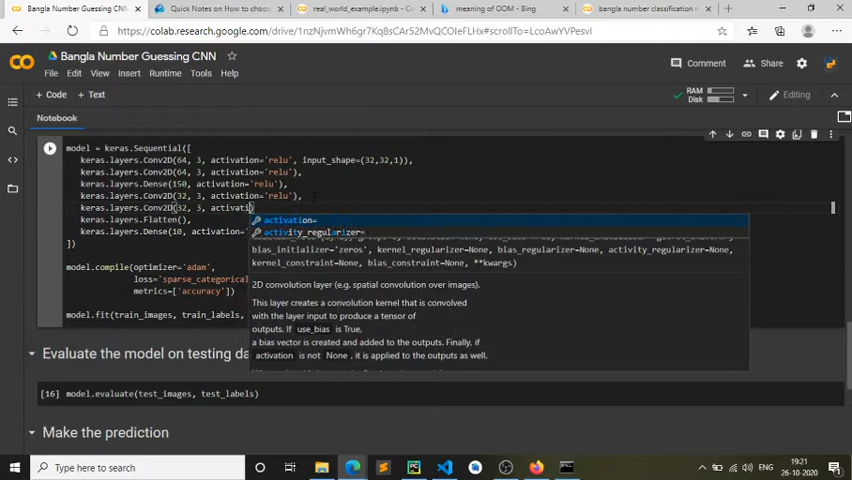 Bangla Number Guessing CNN
Quick Notes on How to choos
real_world_example.ipynb - C
meaning of OOM - Bing
bangla number classification
https://colab.research.google.com/drive/1nzNjvmWh6gr7Kq8sCAr52MvQCOWeik36#scrollTo=LcoAwYVPesvl
Bangla Number Guessing CNN
Comment
Share
File Edit View Insert Runtime Tools Help
+ Code + Text
RAM
Disk
Editing
Notebook
model = keras.Sequential([
keras.layers.Conv2D(64, 3, activation='relu', input_shape=(32,32,1)),
keras.layers.Conv2D(64, 3, activation='relu'),
keras.layers.Dense(150, activation='relu'),
keras.layers.Conv2D(32, 3, activation='relu'),
keras.layers.Conv2D(32, 3, activati)
keras.layers.Flatten(),
keras.layers.Dense(10, activation='
])
activation=
activity_regularizer=
bias_initializer='zeros', kernel_regularizer=None, bias_regularizer=None, activity_regularizer=None,
kernel_constraint=None, bias_constraint=None, **kwargs)
2D convolution layer (e.g. spatial convolution over images).
This layer creates a convolution kernel that is convolved
with the layer input to produce a tensor of
outputs. If use_bias is True,
a bias vector is created and added to the outputs. Finally, if
activation is not None, it is applied to the outputs as well.
model.compile(optimizer='adam',
loss='sparse_categorical
metrics=['accuracy'])
model.fit(train_images, train_labels,
Evaluate the model on testing da
[16] model.evaluate(test_images, test_labels)
Make the prediction
Type here to search
ENG
19:21
26-10-2020